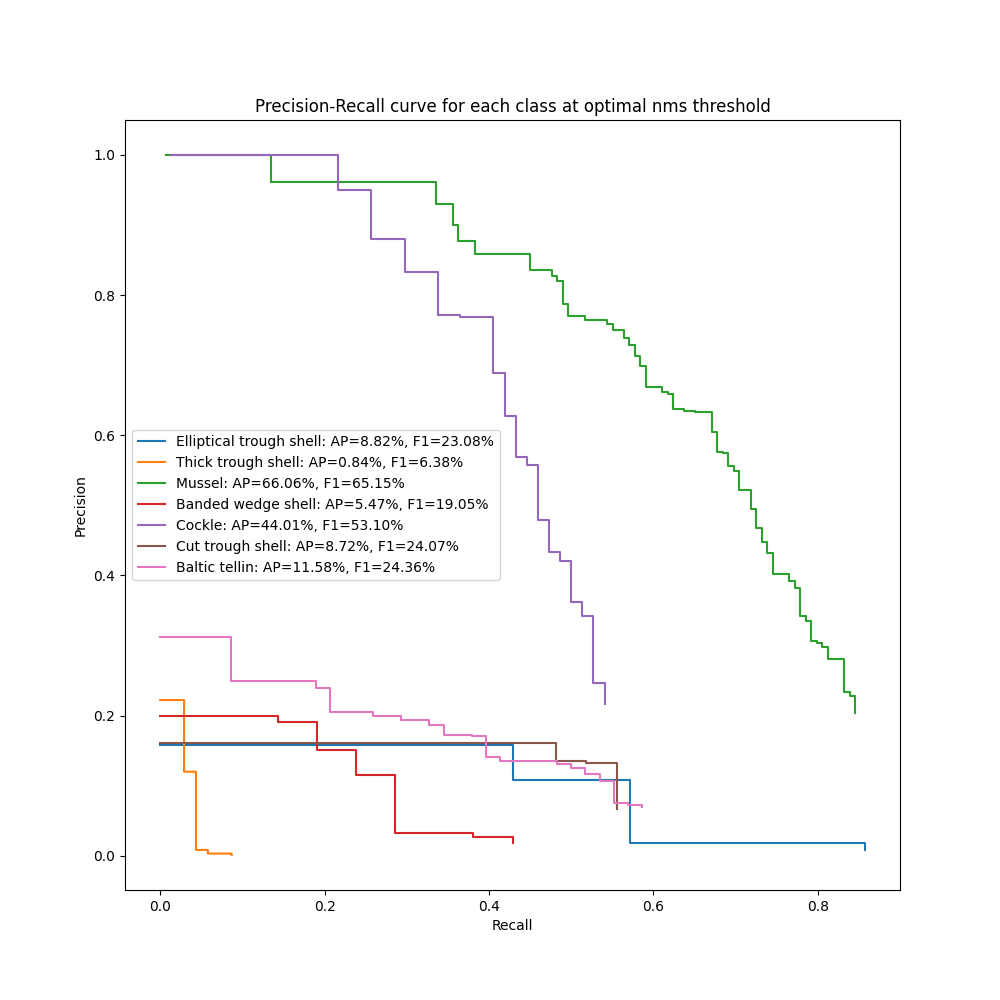 Precision-Recall curve for each class at optimal nms threshold
1.0
0.8
0.6
0.4
0.2
0.0
Precision
Elliptical trough shell: AP=8.82%, F1=23.08%
Thick trough shell: AP=0.84%, F1=6.38%
Mussel: AP=66.06%, F1=65.15%
Banded wedge shell: AP=5.47%, F1=19.05%
Cockle: AP=44.01%, F1=53.10%
Cut trough shell: AP=8.72%, F1=24.07%
Baltic tellin: AP=11.58%, F1=24.36%
0.0 0.2 0.4 0.6 0.8
Recall